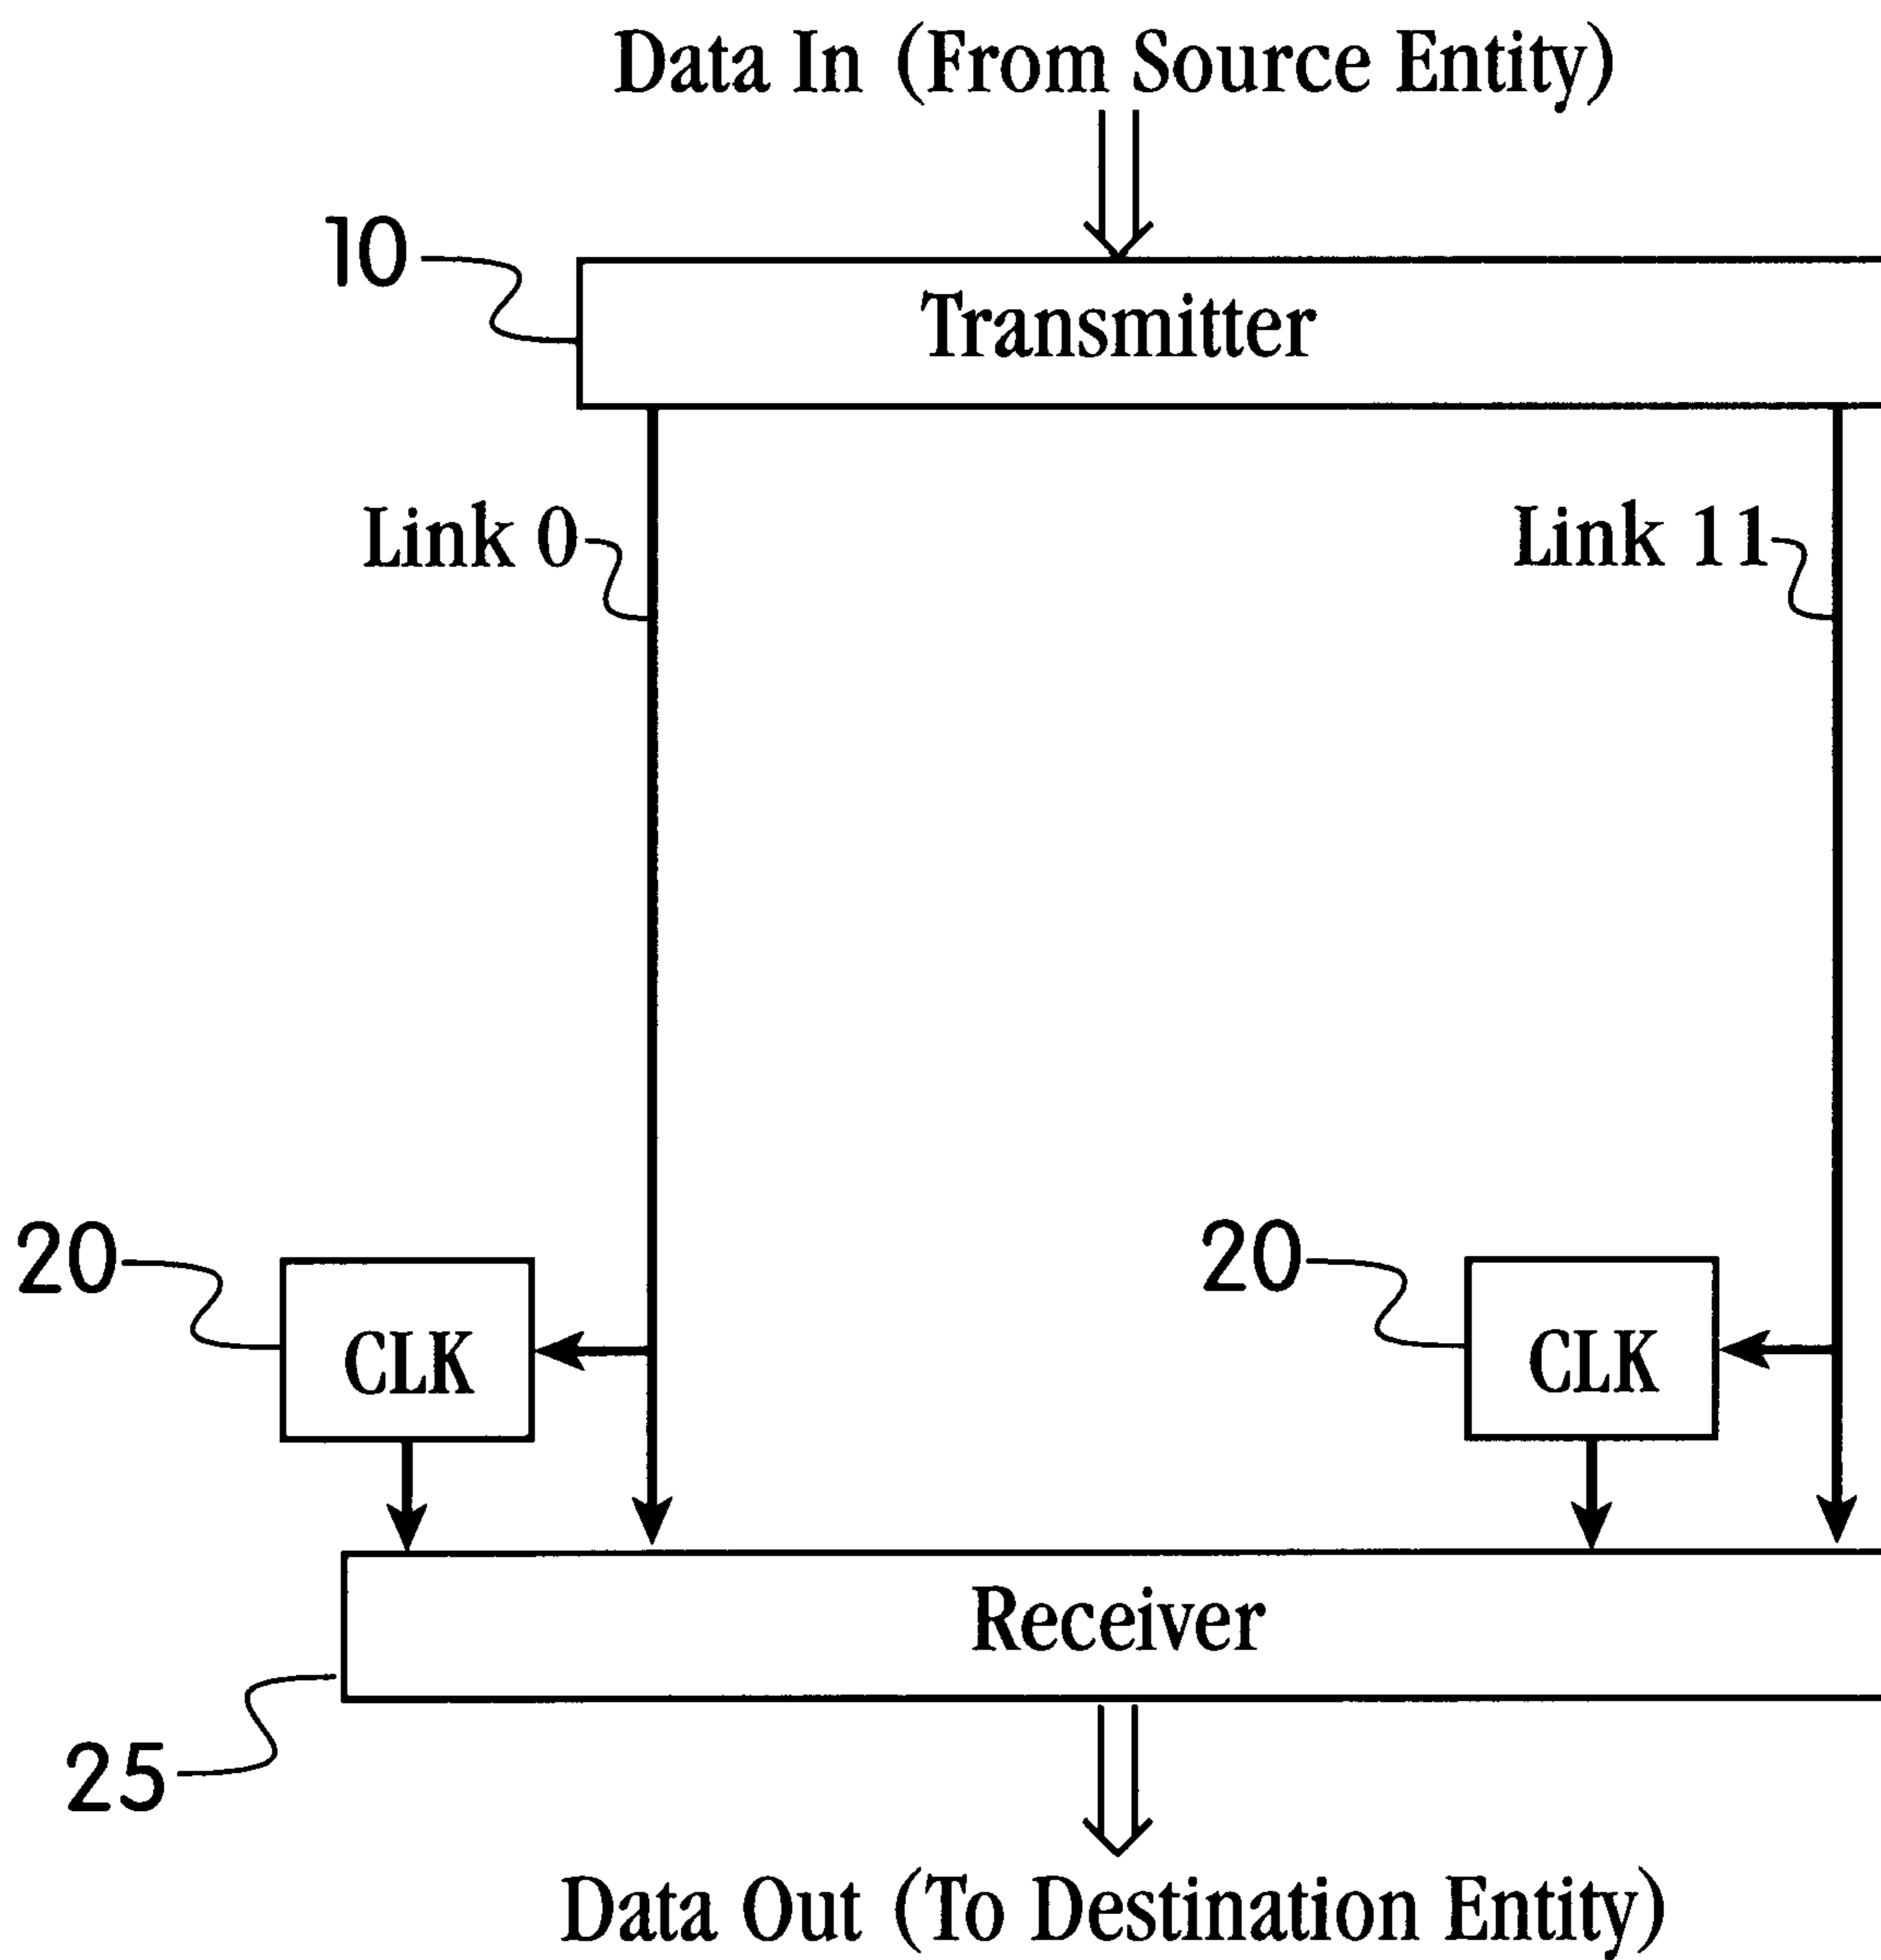 Data In (From Source Entity)
10
Transmitter
Link 0
Link 11
20
20
CLK
CLK
Receiver
25
Data Out (To Destination Entity)